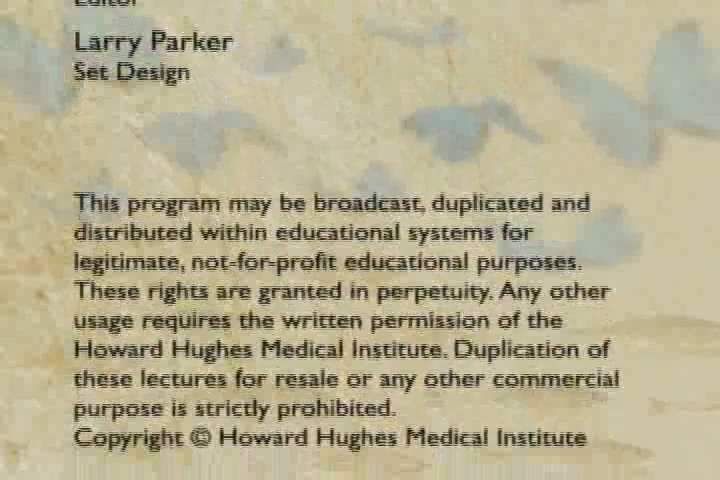 Editor
Larry Parker
Set Design
This program may be broadcast, duplicated and
distributed within educational systems for
legitimate, not-for-profit educational purposes.
These rights are granted in perpetuity. Any other
usage requires the written permission of the
Howard Hughes Medical Institute. Duplication of
these lectures for resale or any other commercial
purpose is strictly prohibited.
Copyright © Howard Hughes Medical Institute